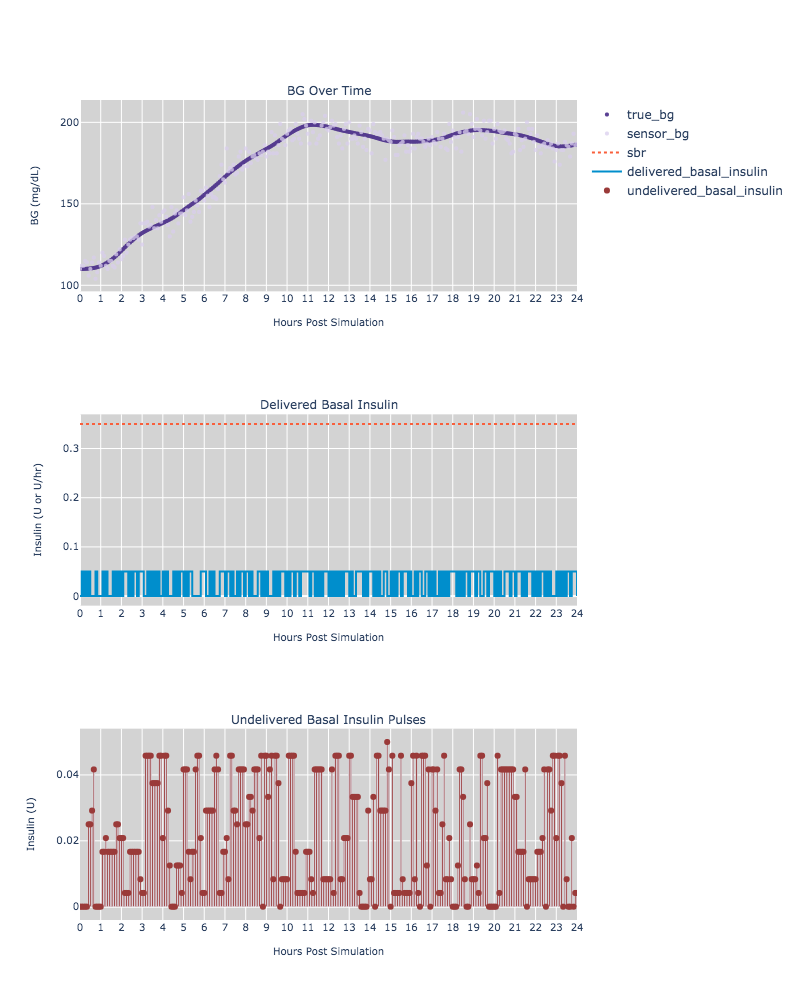 BG Over Time
200
150
100
BG (mg/dL)
0 1 2 3 4 5 6 7 8 9 10 11 12 13 14 15 16 17 18 19 20 21 22 23 24
Hours Post Simulation
true_bg
sensor_bg
sbr
delivered_basal_insulin
undelivered_basal_insulin
Delivered Basal Insulin
0.3
0.2
0.1
0
Insulin (U or U/hr)
0 1 2 3 4 5 6 7 8 9 10 11 12 13 14 15 16 17 18 19 20 21 22 23 24
Hours Post Simulation
Undelivered Basal Insulin Pulses
0.04
0.02
0
Insulin (U)
0 1 2 3 4 5 6 7 8 9 10 11 12 13 14 15 16 17 18 19 20 21 22 23 24
Hours Post Simulation